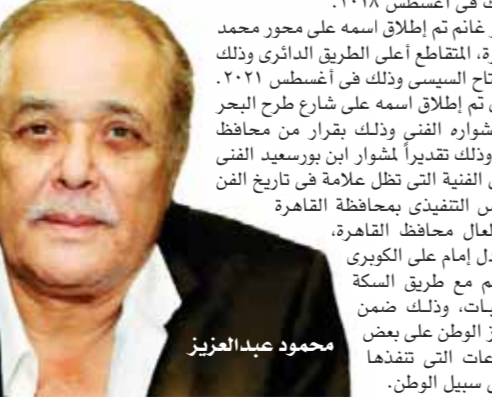 ك فى أغسطس ٢٠١٨.
ر غانم تم إطلاق اسمه على محور محمد
رة، المتقاطع أعلى الطريق الدائرى وذلك
تاح السيسى وذلك فى أغسطس ٢٠٢١.
ى تم إطلاق اسمه على شارع طرح البحر
شواره الفنى وذلك بقرار من محافظ
وذلك تقديراً لمشوار ابن بورسعيد الفنى
ل الفنية التى تظل علامة فى تاريخ الفن
س التنفيذى بمحافظة القاهرة
لعال محافظ القاهرة،
دل إمام على الكوبرى
م مع طريق السكة
بات، وذلك ضمن
ز الوطن على بعض
عات التى تنفذها
ى سبيل الوطن.
محمود عبدالعزيز